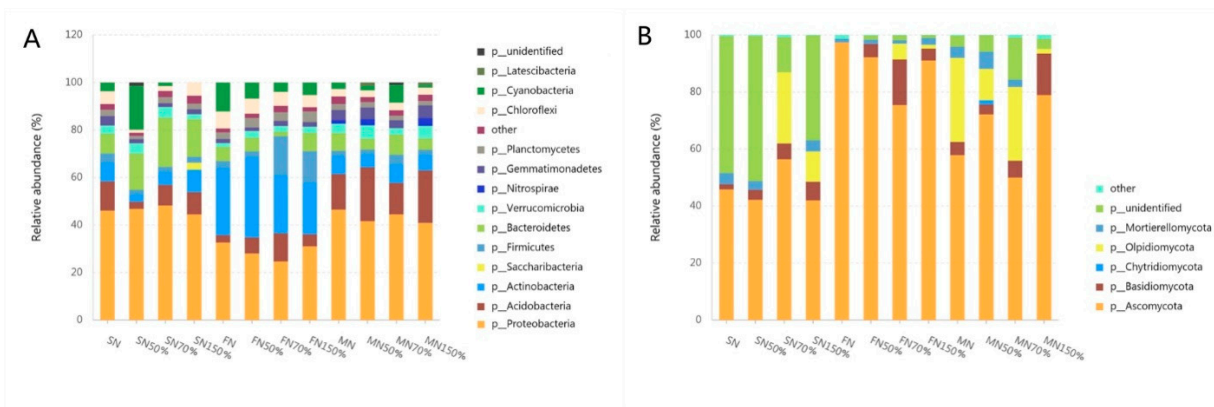 A
Relative abundance (%)
120
100
80
60
40
20
0
SN
SN50%
SN70%
SN150%
FN
FN50%
FN70%
FN150%
MN
MN50%
MN70%
MN150%
p__unidentified
p__Latescibacteria
p__Cyanobacteria
p__Chloroflexi
other
p__Planctomycetes
p__Gemmatimonadetes
p__Nitrospirae
p__Verrucomicrobia
p__Bacteroidetes
p__Firmicutes
p__Saccharibacteria
p__Actinobacteria
p__Acidobacteria
p__Proteobacteria
B
Relative abundance (%)
100
80
60
40
20
0
SN
SN50%
SN70%
SN150%
FN
FN50%
FN70%
FN150%
MN
MN50%
MN70%
MN150%
other
p__unidentified
p__Mortierellomycota
p__Olpidiomycota
p__Chytridiomycota
p__Basidiomycota
p__Ascomycota